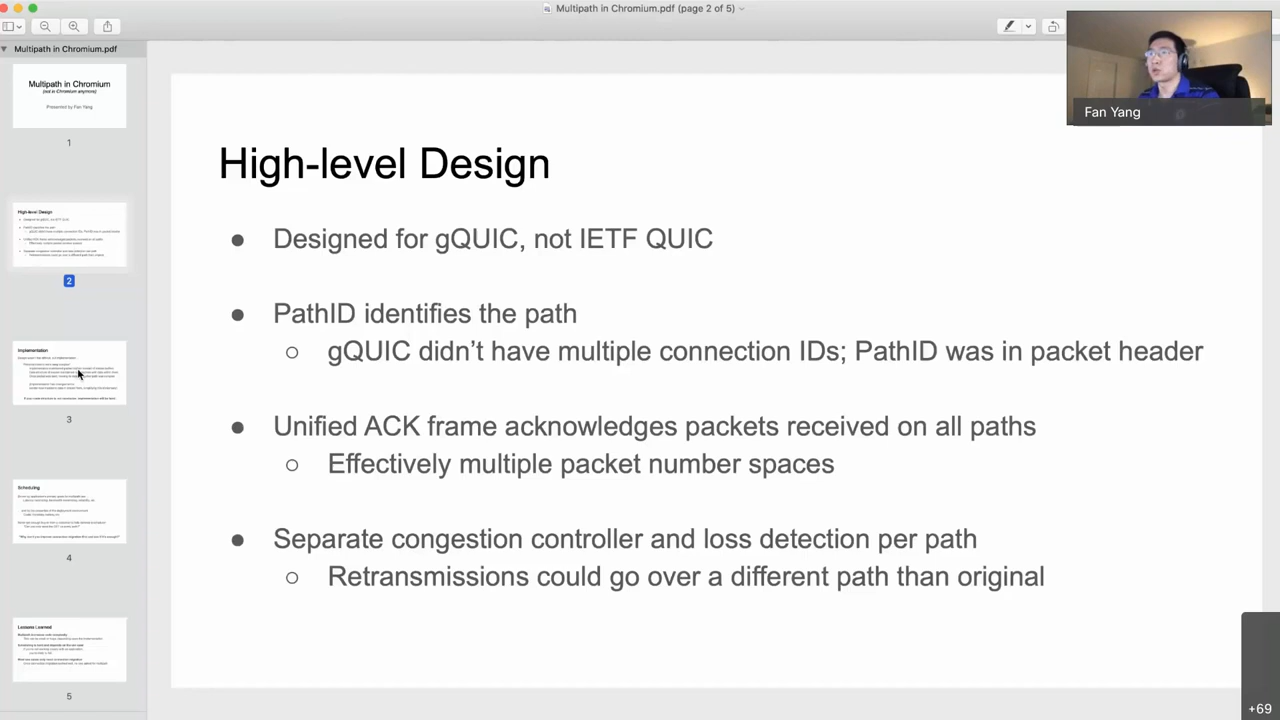 Multipath in Chromium.pdf (page 2 of 5)
Multipath in Chromium.pdf
Multipath in Chromium
(not in Chromium anymore)
Presented by Fan Yang
1
High-level Design
2
Implementation
3
Scheduling
4
Lessons Learned
5
High-level Design
● Designed for gQUIC, not IETF QUIC
● PathID identifies the path
○ gQUIC didn’t have multiple connection IDs; PathID was in packet header
● Unified ACK frame acknowledges packets received on all paths
○ Effectively multiple packet number spaces
● Separate congestion controller and loss detection per path
○ Retransmissions could go over a different path than original
Fan Yang
+69